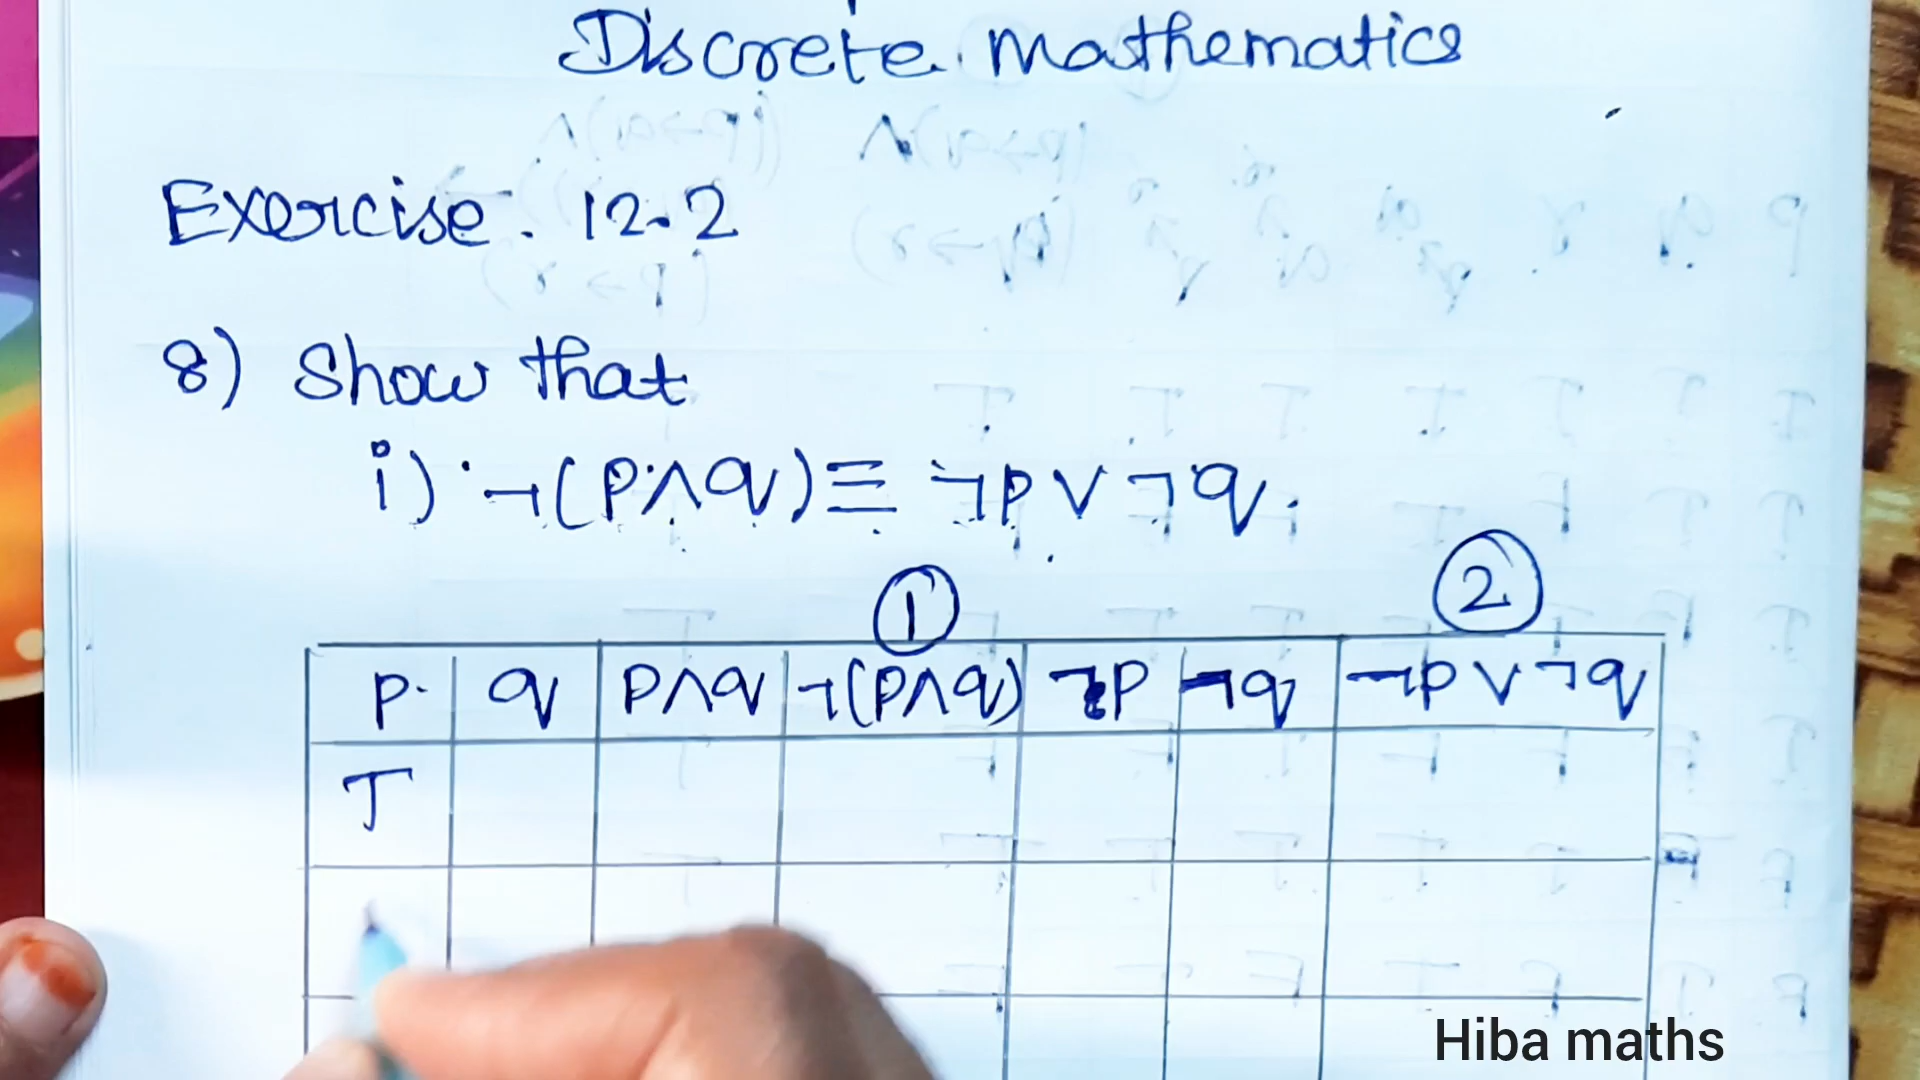 Discrete Mathematics
Exercise. 12.2
8) Show that
i) ¬(p∧q) ≡ ¬p∨¬q.
① ②
p q p∧q ¬(p∧q) ¬p ¬q ¬p∨¬q
T
Hiba maths